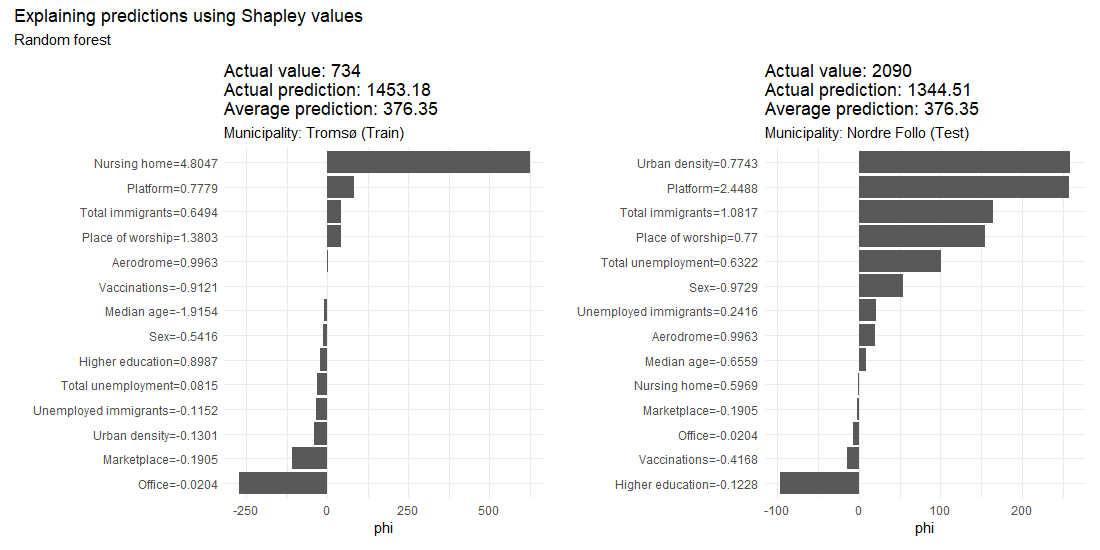 Explaining predictions using Shapley values
Random forest
Actual value: 734
Actual prediction: 1453.18
Average prediction: 376.35
Municipality: Tromsø (Train)
Nursing home=4.8047
Platform=0.7779
Total immigrants=0.6494
Place of worship=1.3803
Aerodrome=0.9963
Vaccinations=-0.9121
Median age=-1.9154
Sex=-0.5416
Higher education=0.8987
Total unemployment=0.0815
Unemployed immigrants=-0.1152
Urban density=-0.1301
Marketplace=-0.1905
Office=-0.0204
-250 0 250 500
phi
Actual value: 2090
Actual prediction: 1344.51
Average prediction: 376.35
Municipality: Nordre Follo (Test)
Urban density=0.7743
Platform=2.4488
Total immigrants=1.0817
Place of worship=0.77
Total unemployment=0.6322
Sex=-0.9729
Unemployed immigrants=0.2416
Aerodrome=0.9963
Median age=-0.6559
Nursing home=0.5969
Marketplace=-0.1905
Office=-0.0204
Vaccinations=-0.4168
Higher education=-0.1228
-100 0 100 200
phi